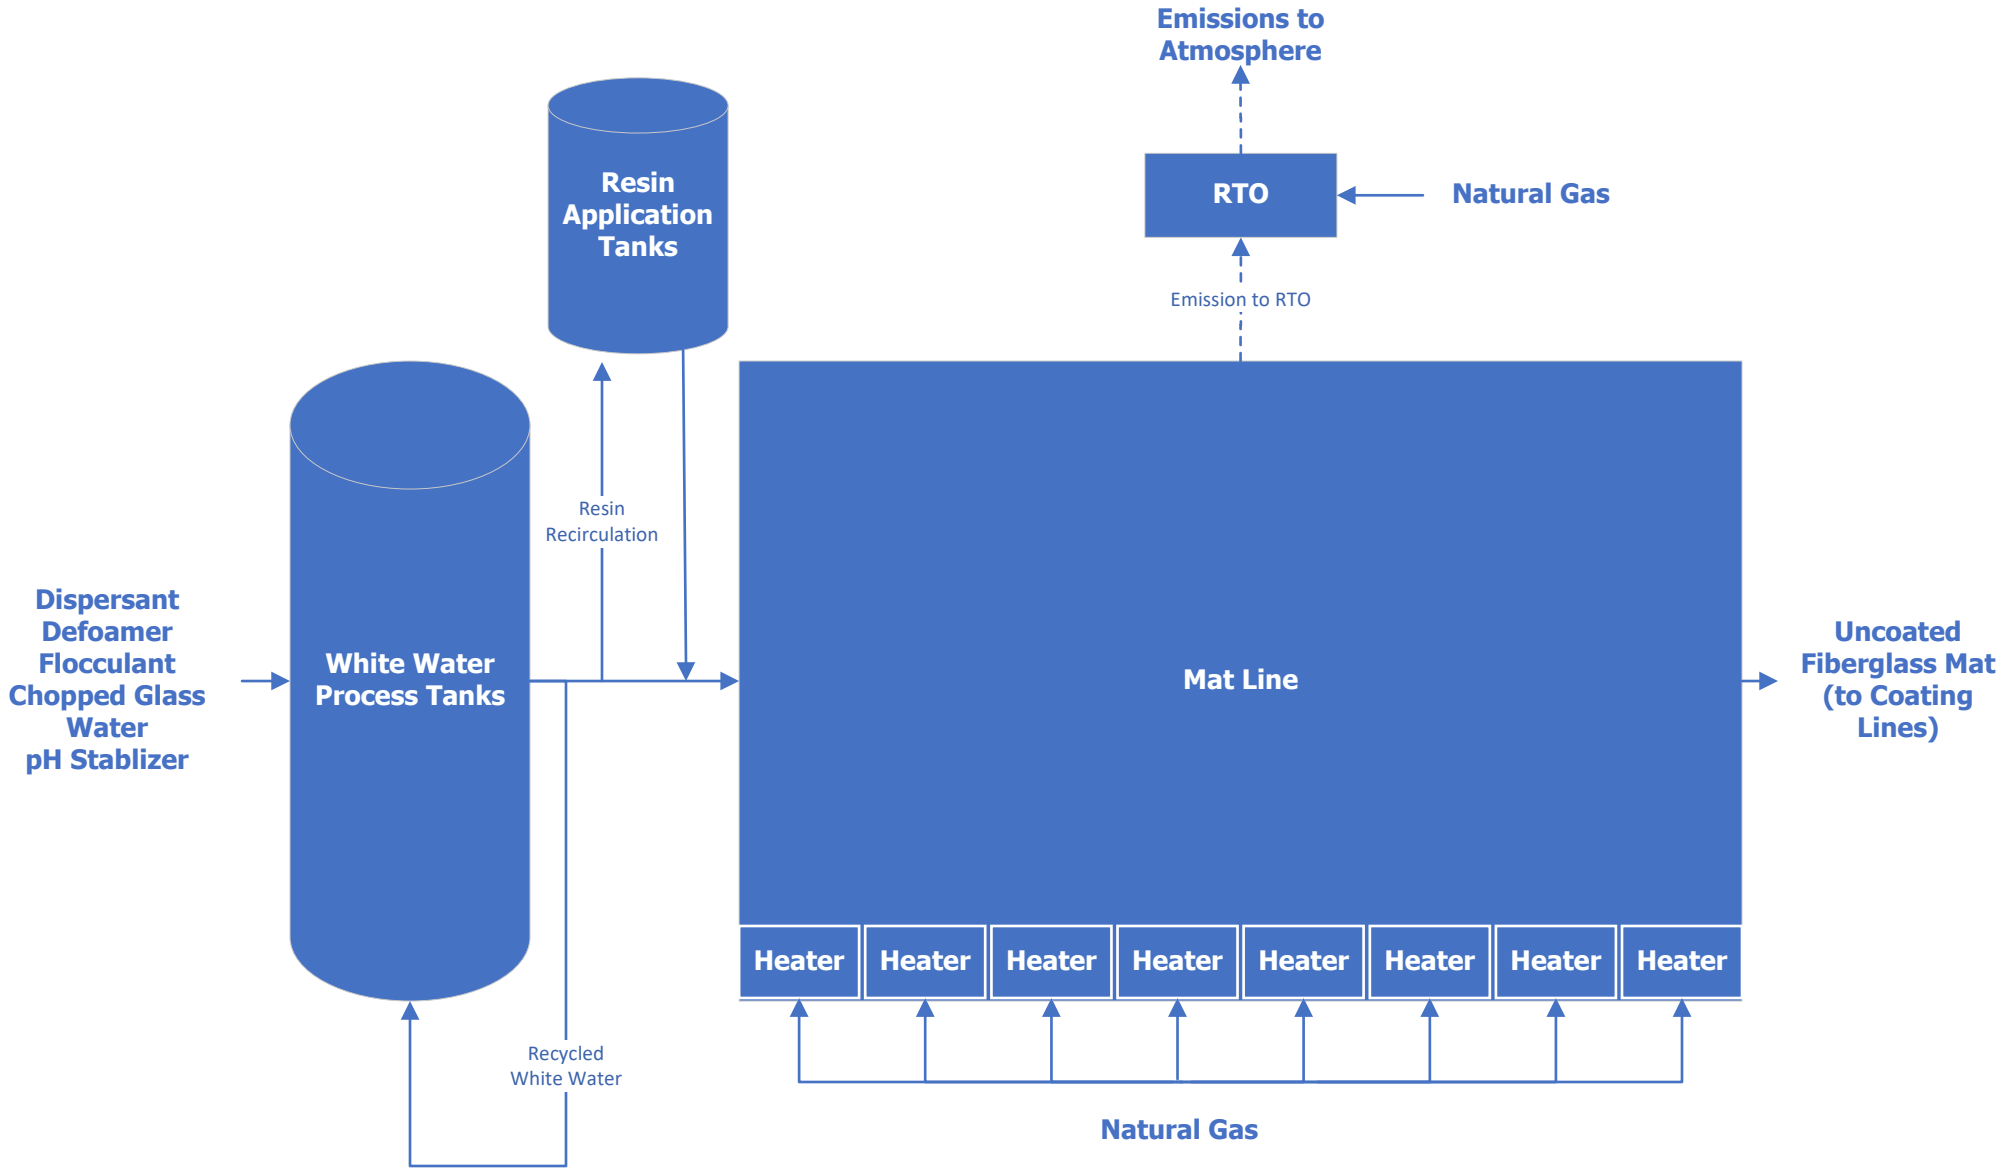 Emissions to
Atmosphere
Resin
Application
Tanks
RTO
Natural Gas
Emission to RTO
Resin
Recirculation
Dispersant
Defoamer
Flocculant
Chopped Glass
Water
pH Stablizer
White Water
Process Tanks
Mat Line
Uncoated
Fiberglass Mat
(to Coating
Lines)
Heater
Heater
Heater
Heater
Heater
Heater
Heater
Heater
Recycled
White Water
Natural Gas